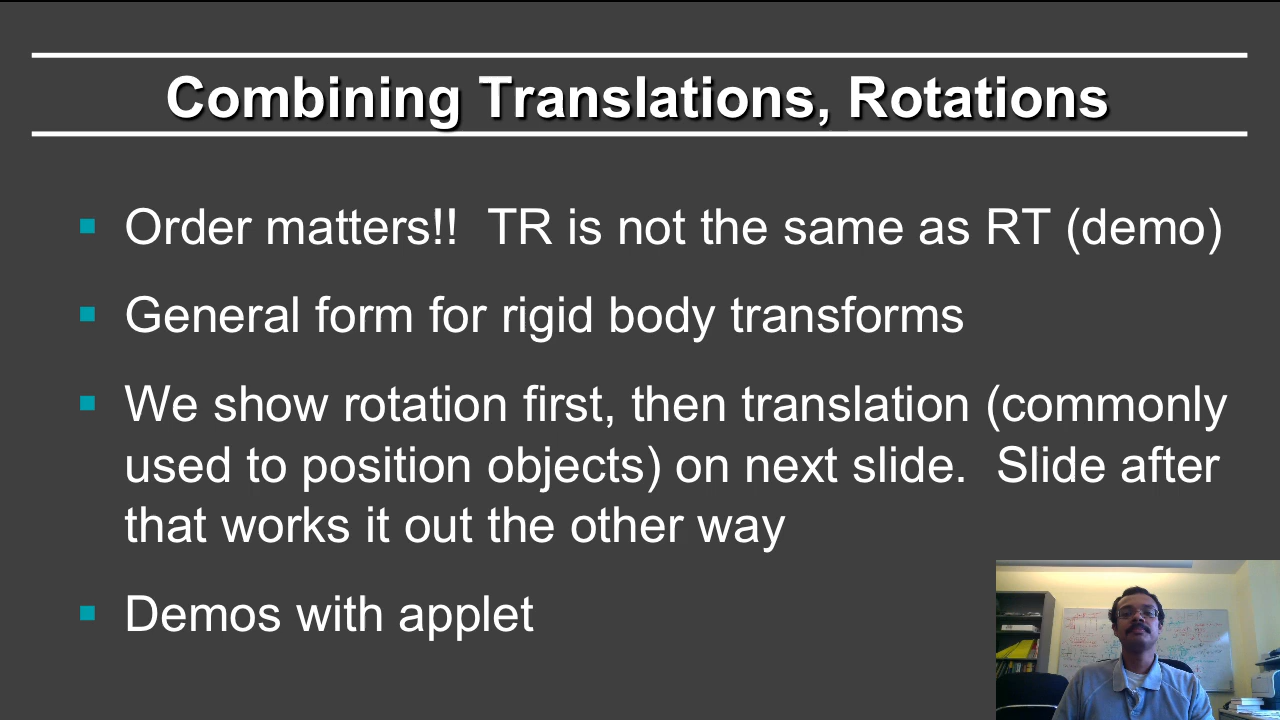 Combining Translations, Rotations
Order matters!! TR is not the same as RT (demo)
General form for rigid body transforms
We show rotation first, then translation (commonly
used to position objects) on next slide. Slide after
that works it out the other way
Demos with applet